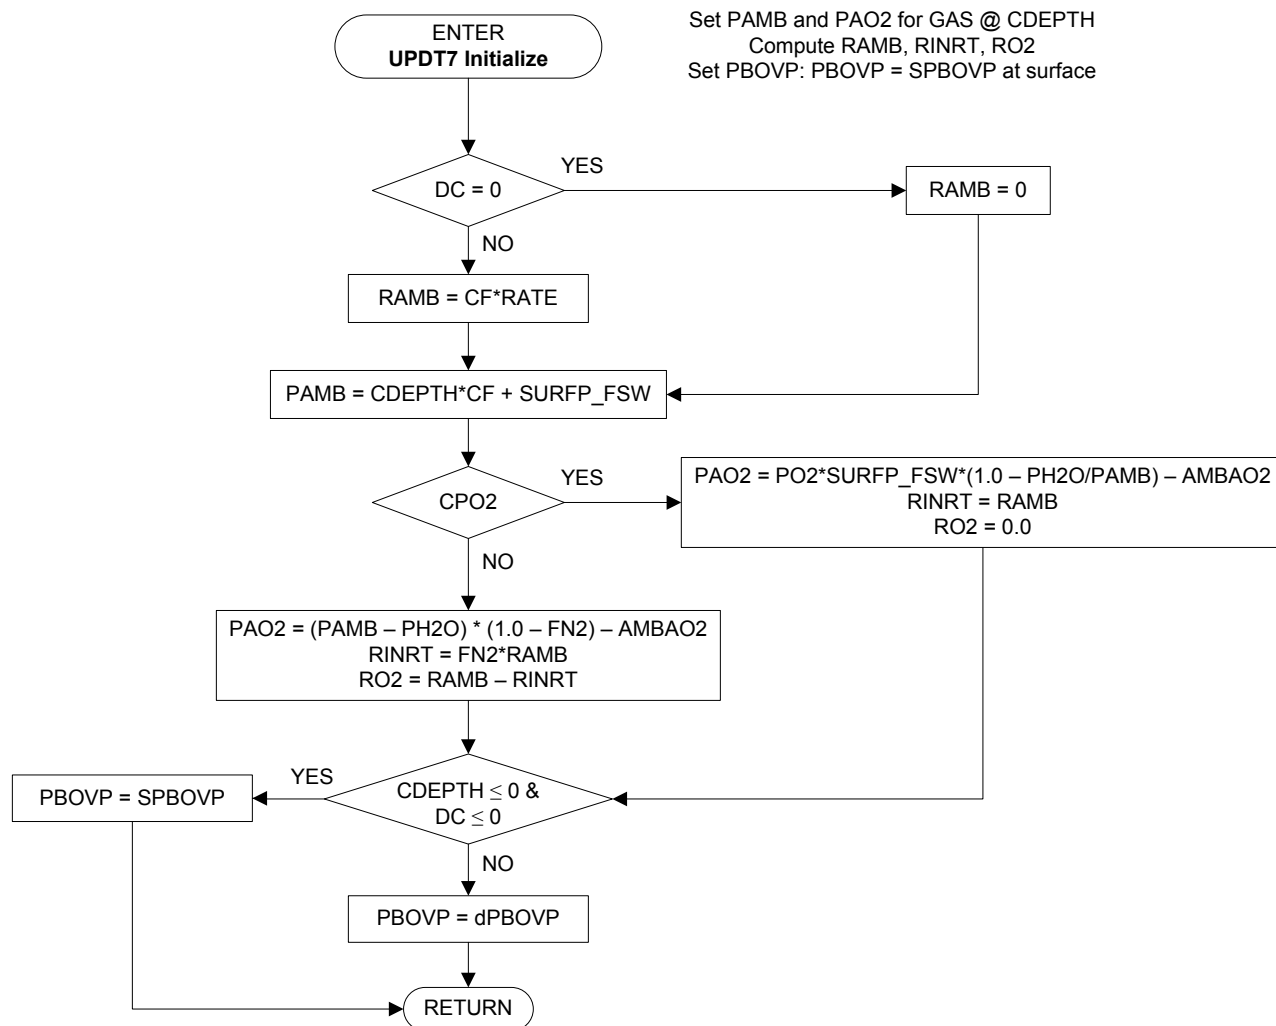 ENTER
UPDT7 Initialize
Set PAMB and PAO2 for GAS @ CDEPTH
Compute RAMB, RINRT, RO2
Set PBOVP: PBOVP = SPBOVP at surface
DC = 0
YES
RAMB = 0
NO
RAMB = CF*RATE
PAMB = CDEPTH*CF + SURFP_FSW
CPO2
YES
PAO2 = PO2*SURFP_FSW*(1.0 – PH2O/PAMB) – AMBAO2
RINRT = RAMB
RO2 = 0.0
NO
PAO2 = (PAMB – PH2O) * (1.0 – FN2) – AMBAO2
RINRT = FN2*RAMB
RO2 = RAMB – RINRT
CDEPTH ≤ 0 &
DC ≤ 0
YES
PBOVP = SPBOVP
NO
PBOVP = dPBOVP
RETURN